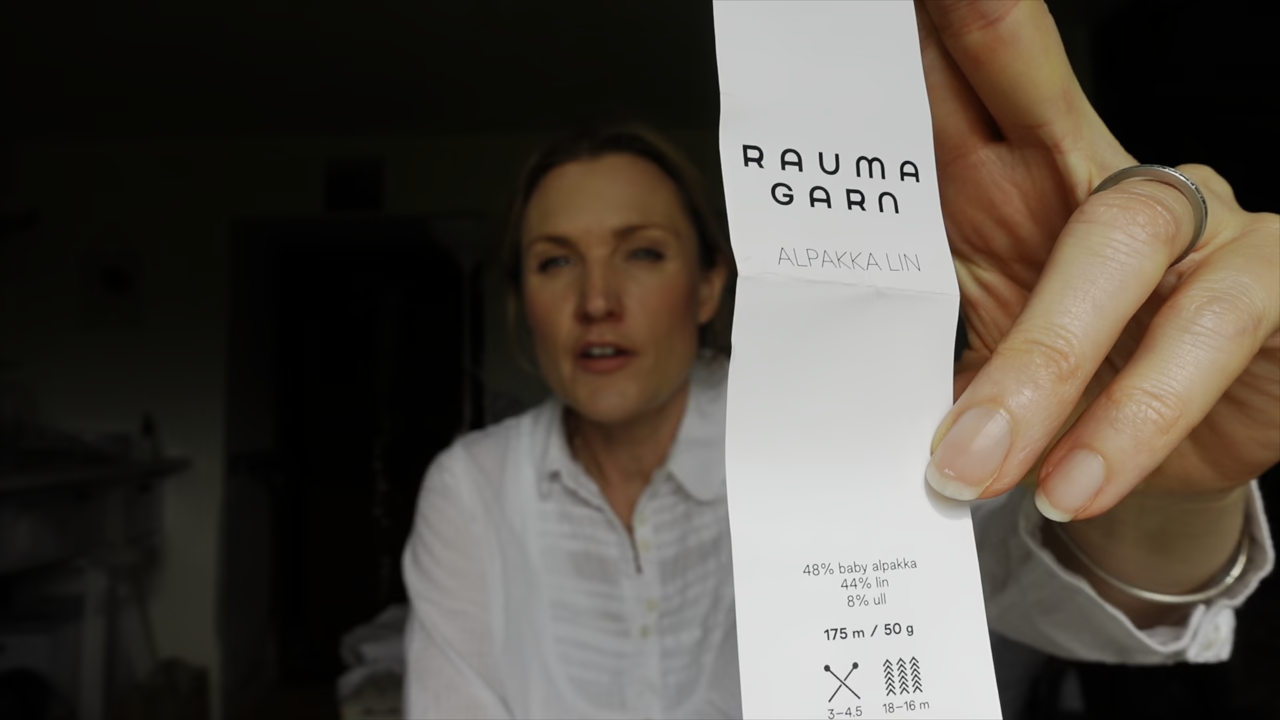 RAUMA
GARN
ALPAKKA LIN
48% baby alpakka
44% lin
8% ull
175 m / 50 g
3–4.5
18–16 m